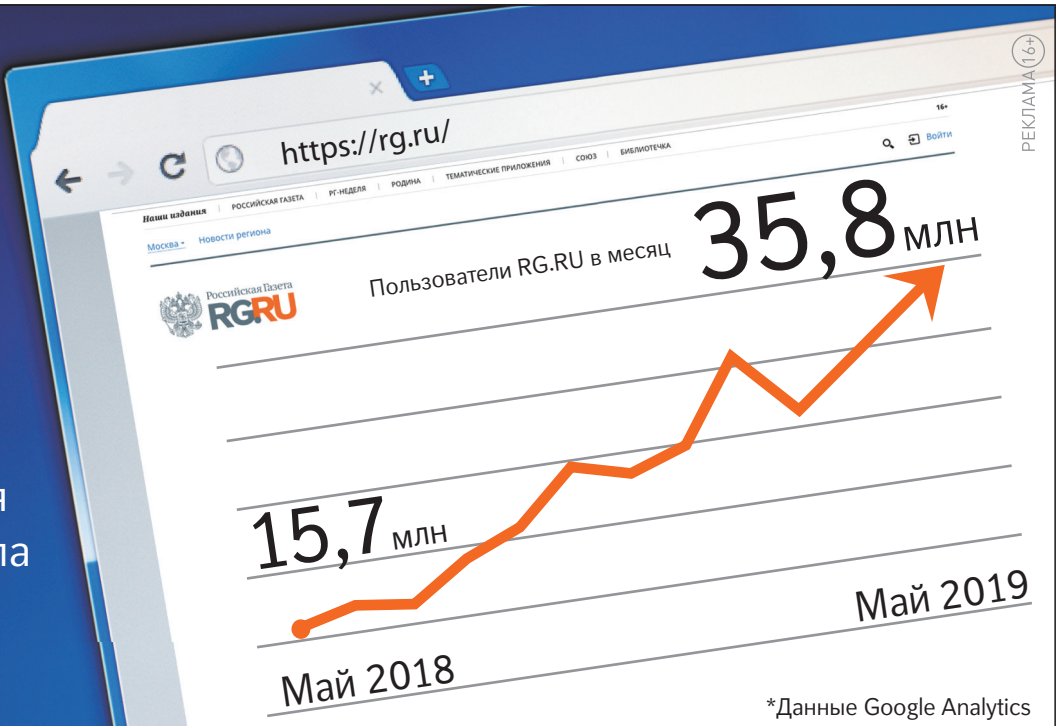 РЕКЛАМА 16+
https://rg.ru/
16+
Наши издания | РОССИЙСКАЯ ГАЗЕТА | РГ-НЕДЕЛЯ | РОДИНА | ТЕМАТИЧЕСКИЕ ПРИЛОЖЕНИЯ | СОЮЗ | БИБЛИОТЕЧКА
Войти
Москва Новости региона
Российская Газета
RG.RU
Пользователи RG.RU в месяц
35,8 млн
15,7 млн
Май 2018
Май 2019
*Данные Google Analytics